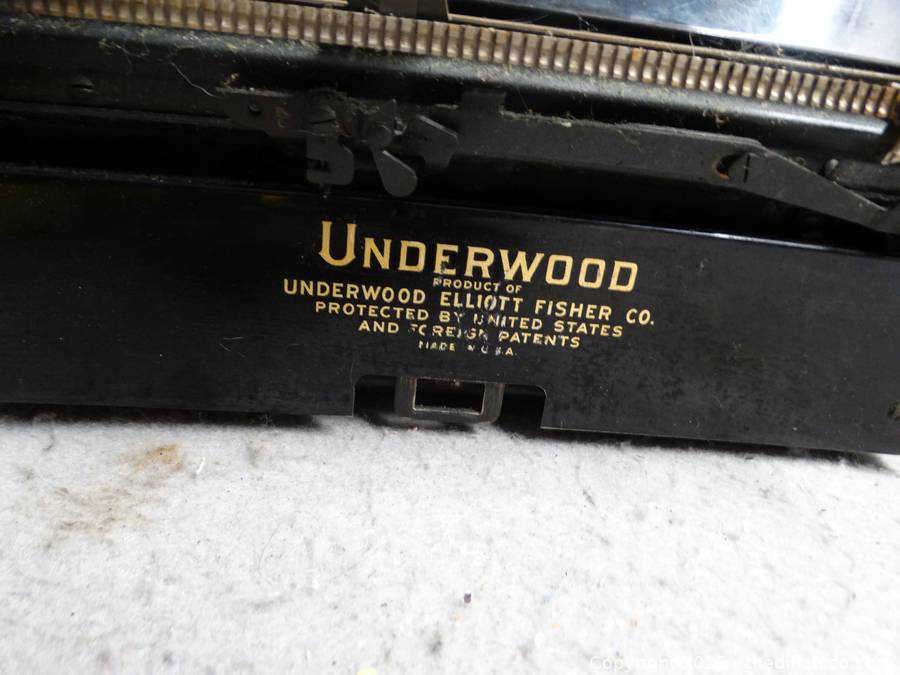 UNDERWOOD
PRODUCT OF
UNDERWOOD ELLIOTT FISHER CO.
PROTECTED BY UNITED STATES
AND FOREIGN PATENTS
MADE IN U.S.A.